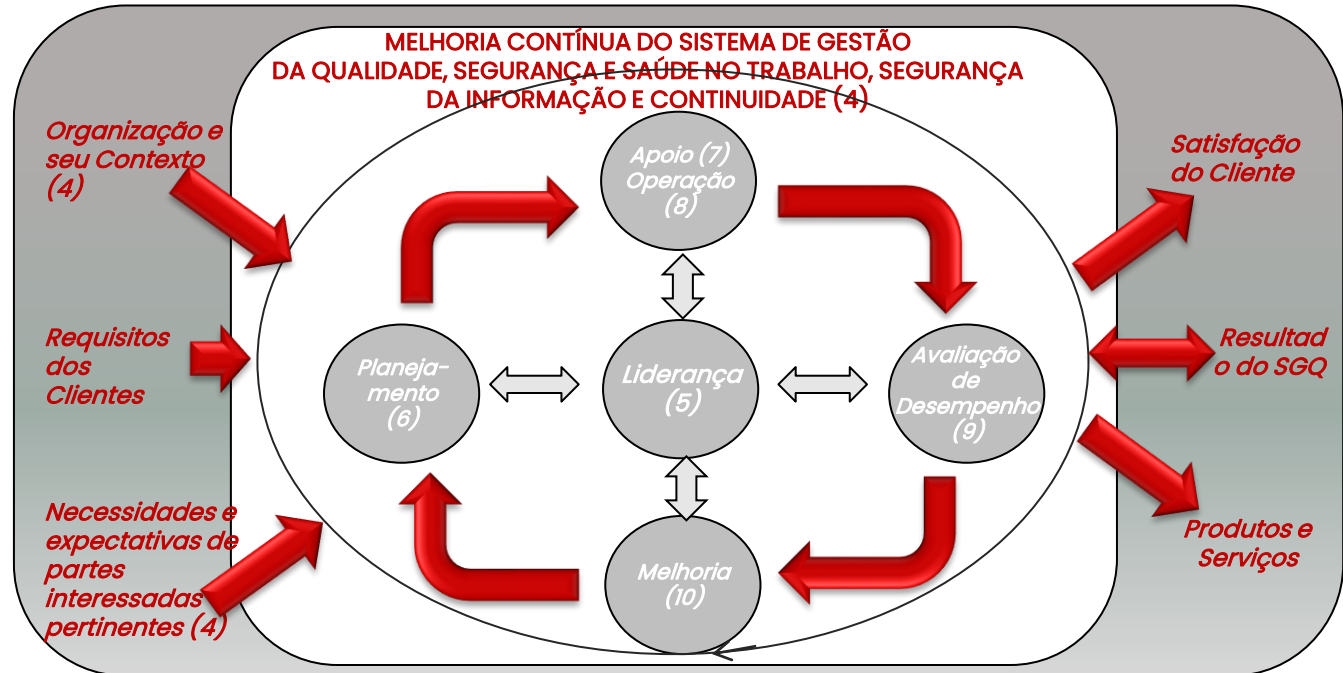 MELHORIA CONTÍNUA DO SISTEMA DE GESTÃO
DA QUALIDADE, SEGURANÇA E SAÚDE NO TRABALHO, SEGURANÇA
DA INFORMAÇÃO E CONTINUIDADE (4)
Organização e
seu Contexto
(4)
Requisitos
dos
Clientes
Necessidades e
expectativas de
partes
interessadas
pertinentes (4)
Apoio (7)
Operação
(8)
Planeja-
mento
(6)
Liderança
(5)
Avaliação
de
Desempenho
(9)
Melhoria
(10)
Satisfação
do Cliente
Resultad
o do SGQ
Produtos e
Serviços